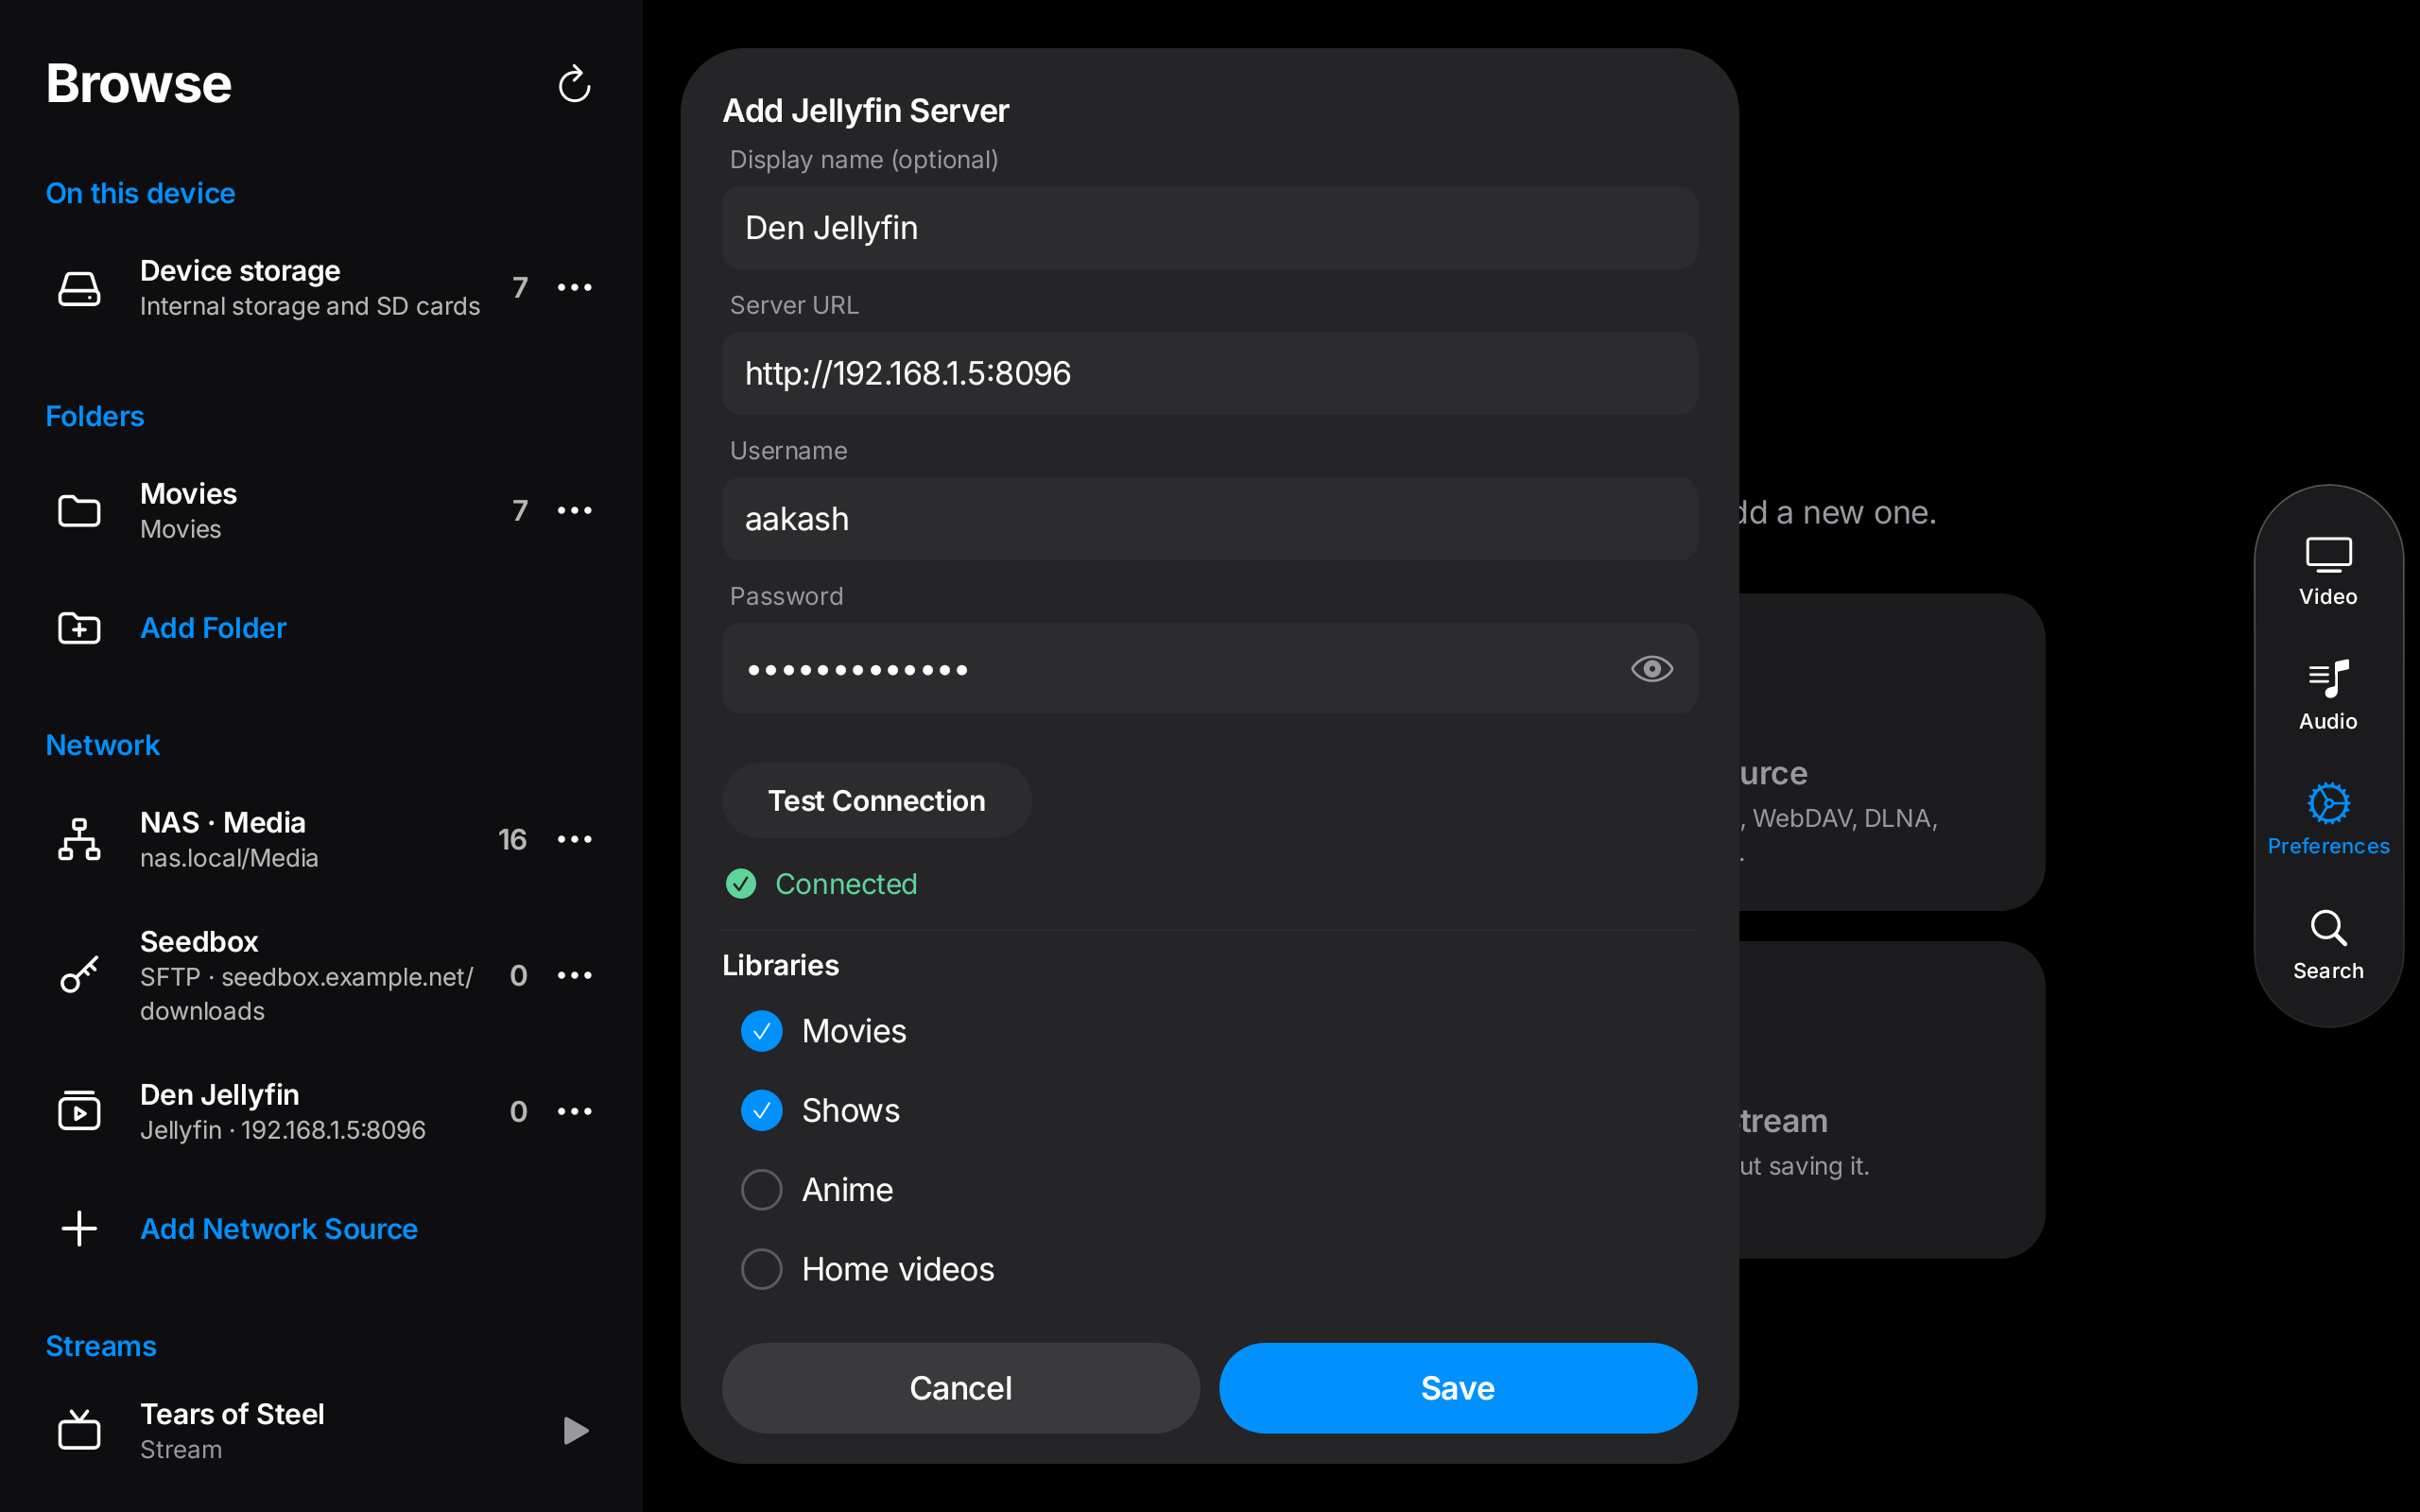 Browse
On this device
Device storage
Internal storage and SD cards
7
Folders
Movies
Movies
7
Add Folder
Network
NAS · Media
nas.local/Media
16
Seedbox
SFTP · seedbox.example.net/
downloads
0
Den Jellyfin
Jellyfin · 192.168.1.5:8096
0
Add Network Source
Streams
Tears of Steel
Stream
Add Jellyfin Server
Display name (optional)
Den Jellyfin
Server URL
http://192.168.1.5:8096
Username
aakash
Password
•••••••••••••
Test Connection
Connected
Libraries
Movies
Shows
Anime
Home videos
Cancel
Save
dd a new one.
urce
, WebDAV, DLNA,
.
tream
ut saving it.
Video
Audio
Preferences
Search